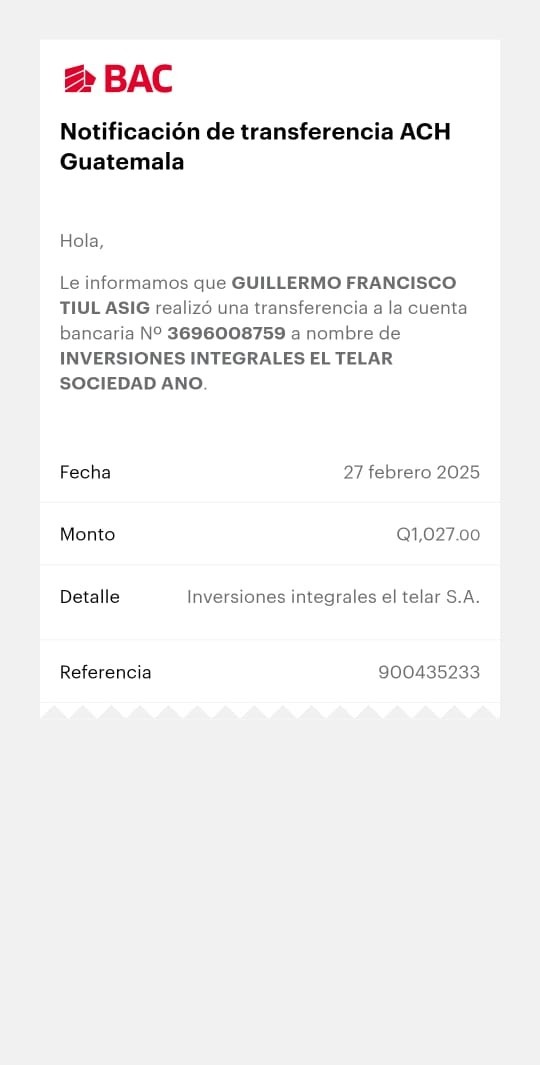 BAC
Notificación de transferencia ACH
Guatemala
Hola,
Le informamos que GUILLERMO FRANCISCO
TIUL ASIG realizó una transferencia a la cuenta
bancaria Nº 3696008759 a nombre de
INVERSIONES INTEGRALES EL TELAR
SOCIEDAD ANO.
Fecha 27 febrero 2025
Monto Q1,027.00
Detalle Inversiones integrales el telar S.A.
Referencia 900435233